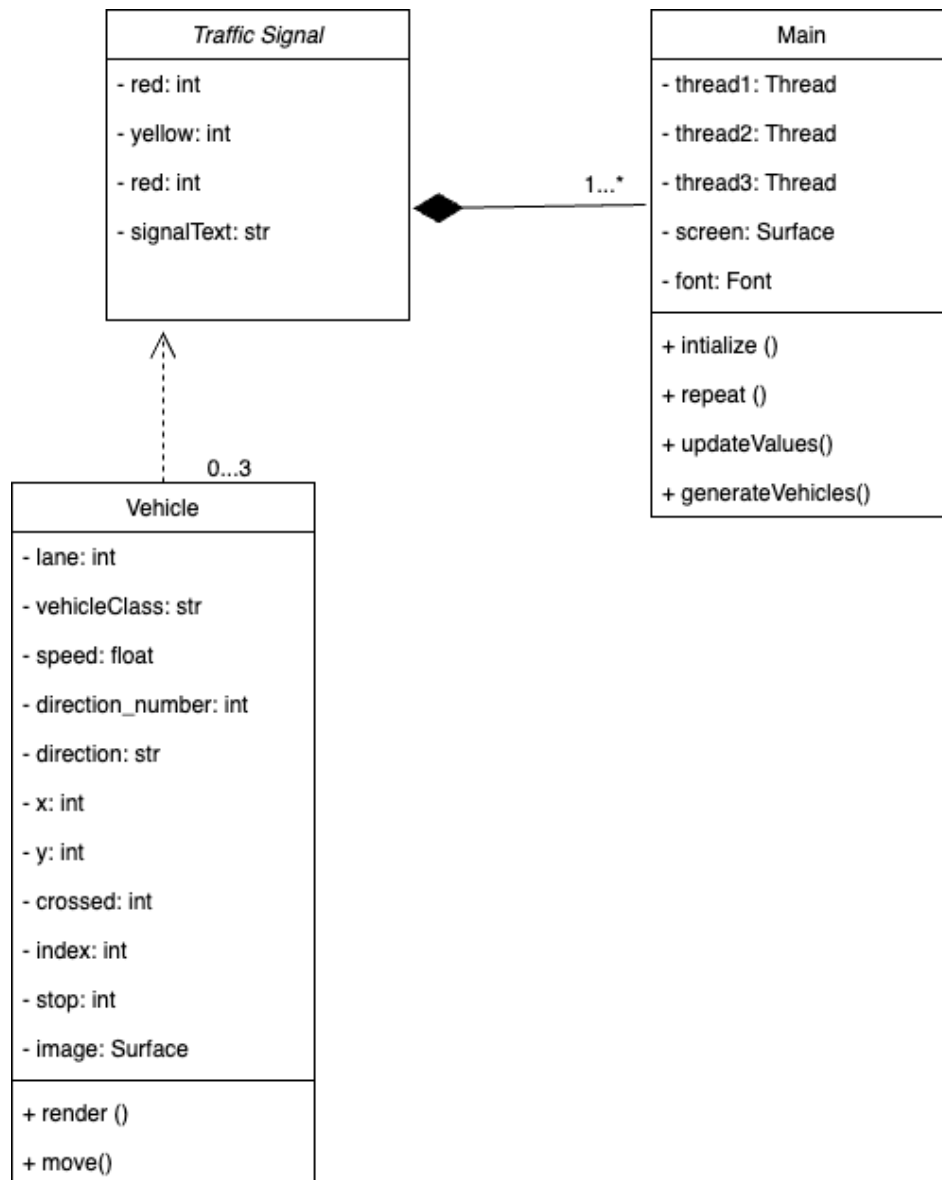 Traffic Signal
- red: int
- yellow: int
- red: int
- signalText: str
1...*
Main
- thread1: Thread
- thread2: Thread
- thread3: Thread
- screen: Surface
- font: Font
+ intialize ()
+ repeat ()
+ updateValues()
+ generateVehicles()
0...3
Vehicle
- lane: int
- vehicleClass: str
- speed: float
- direction_number: int
- direction: str
- x: int
- y: int
- crossed: int
- index: int
- stop: int
- image: Surface
+ render ()
+ move()